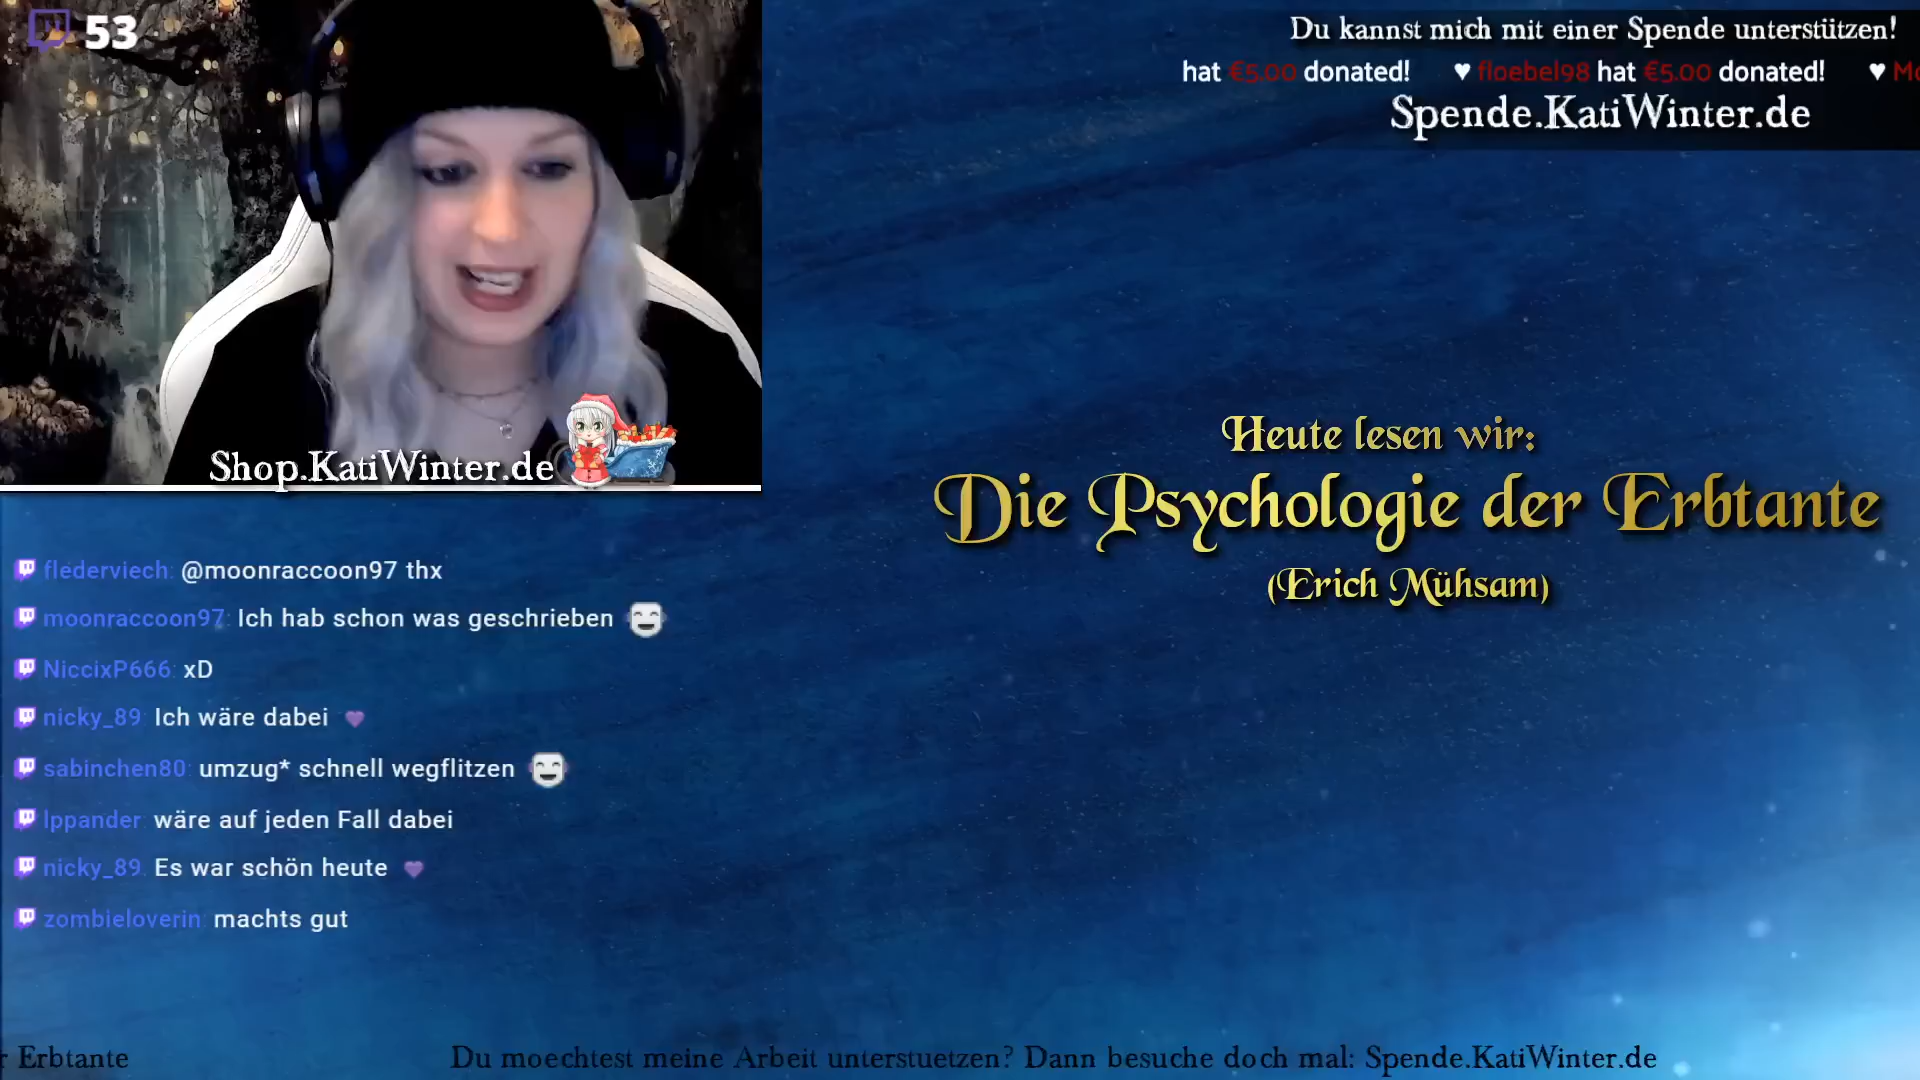 53
Du kannst mich mit einer Spende unterstützen!
hat €5.00 donated! ♥ floebel98 hat €5.00 donated! ♥
Spende.KatiWinter.de
Shop.KatiWinter.de
Heute lesen wir:
Die Psychologie der Erbtante
(Erich Mühsam)
flederviech: @moonraccoon97 thx
moonraccoon97: Ich hab schon was geschrieben
NiccixP666: xD
nicky_89: Ich wäre dabei
sabinchen80: umzug* schnell wegflitzen
lppander: wäre auf jeden Fall dabei
nicky_89: Es war schön heute
zombieloverin: machts gut
r Erbtante Du moechtest meine Arbeit unterstuetzen? Dann besuche doch mal: Spende.KatiWinter.de